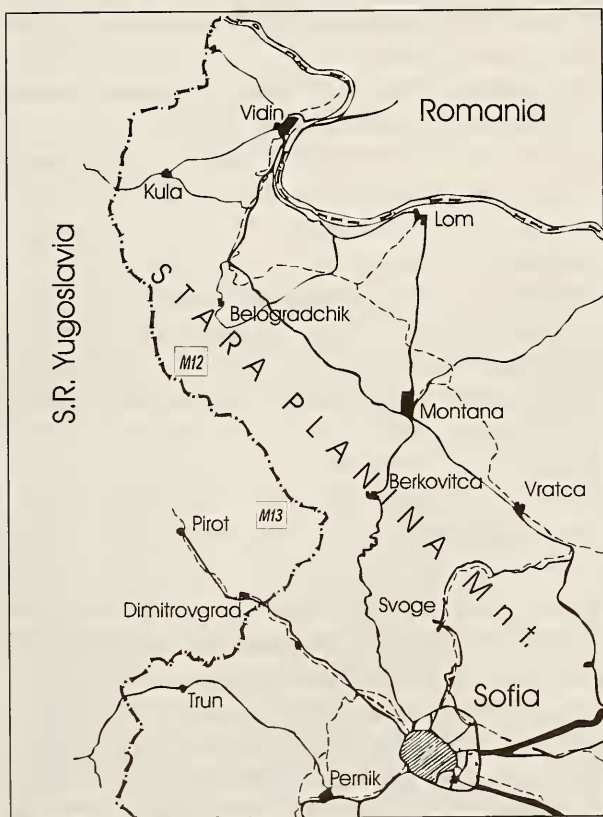 Romania
Vidin
Kula
Lom
S.R. Yugoslavia
STARA PLANINA Mnt.
Belogradchik
M12
Montana
Berkovitca
Vratca
M13
Pirot
Dimitrovgrad
Svoge
Sofia
Trun
Pernik